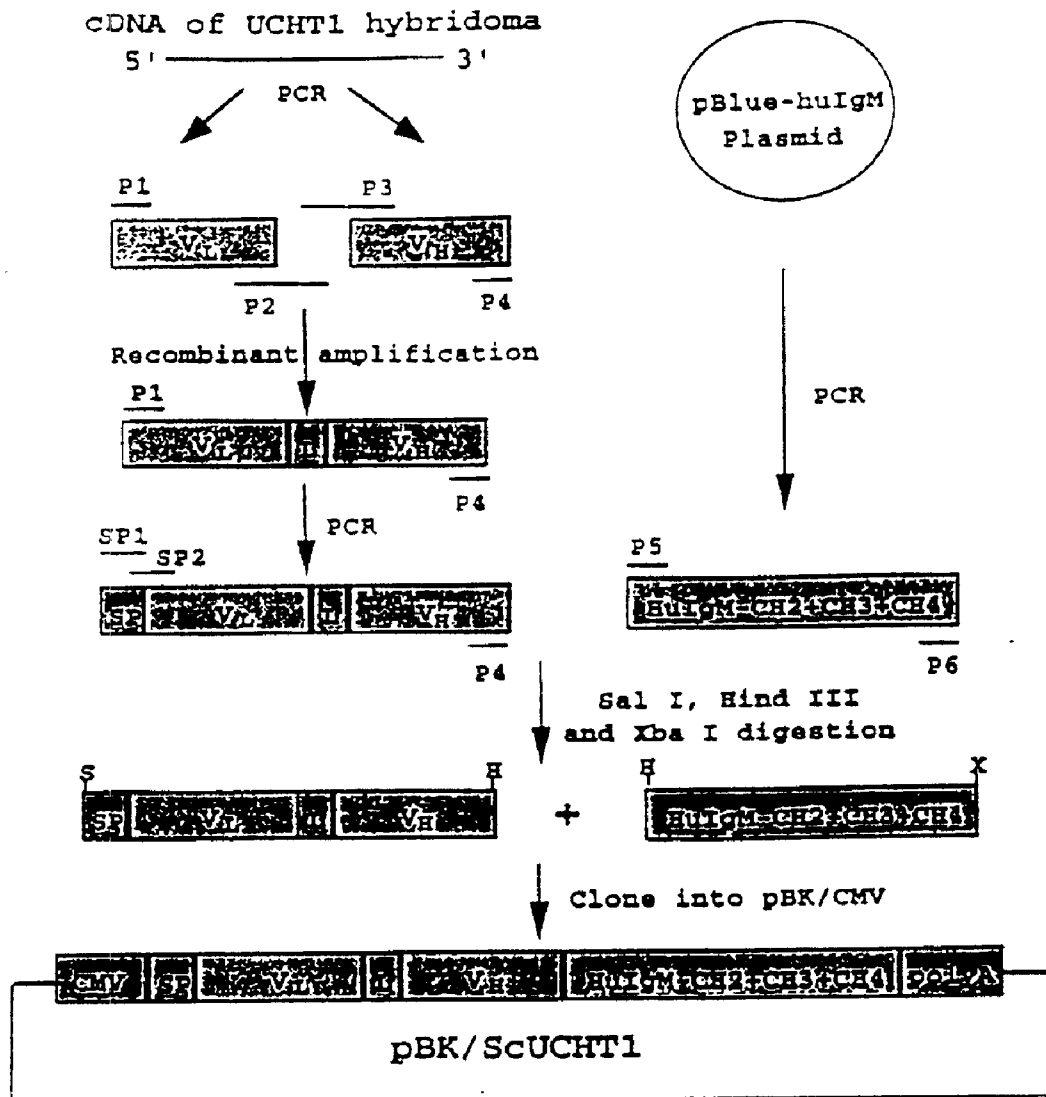 cDNA of UCHT1 hybridoma
5' 3'
PCR
pBlue-huIgM
Plasmid
P1
P3
VL
VH
P2
P4
Recombinant amplification
P1
PCR
VL L VH
P4
PCR
SP1
SP2
P5
SP VL L VH
HuIgM=CH2+CH3+CH4
P4
P6
Sal I, Hind III
and Xba I digestion
S H
H X
SP VL L VH
+
HuIgM=CH2+CH3+CH4
Clone into pBK/CMV
CMV SP VL L VH HuIgM+CH2+CH3+CH4 polyA
pBK/ScUCHT1